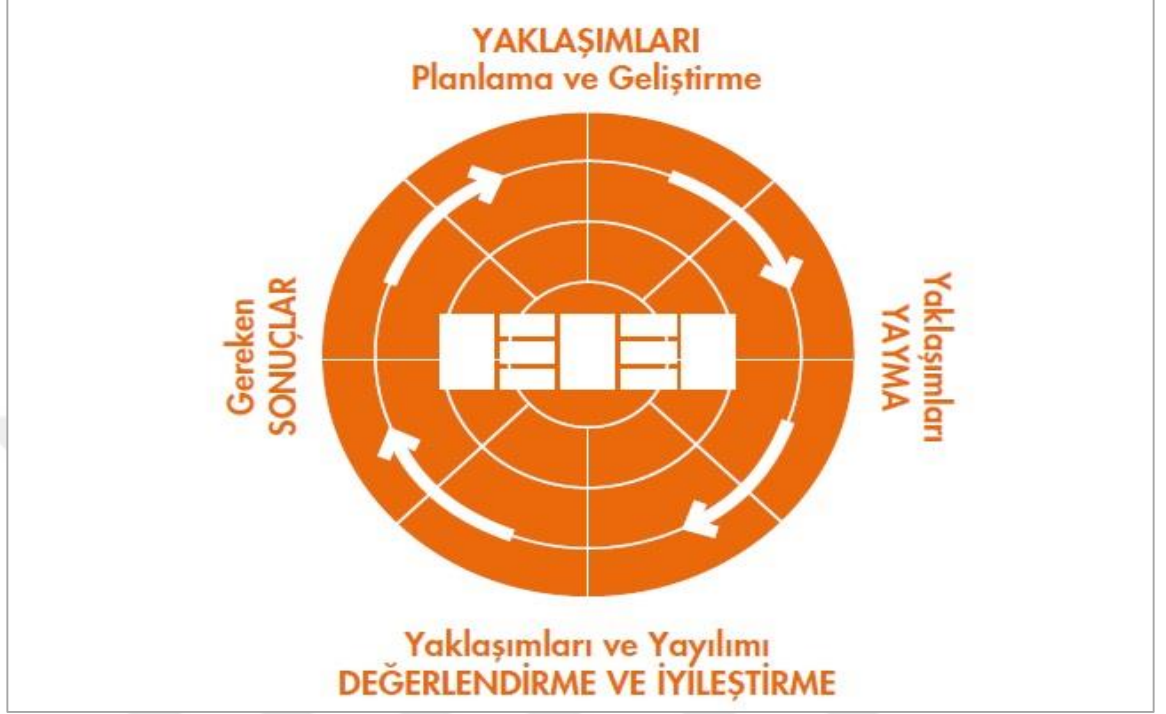 YAKLAŞIMLARI
Planlama ve Geliştirme
Gereken
SONUÇLAR
Yaklaşımları
YAYMA
Yaklaşımları ve Yayılımı
DEĞERLENDİRME VE İYİLEŞTİRME